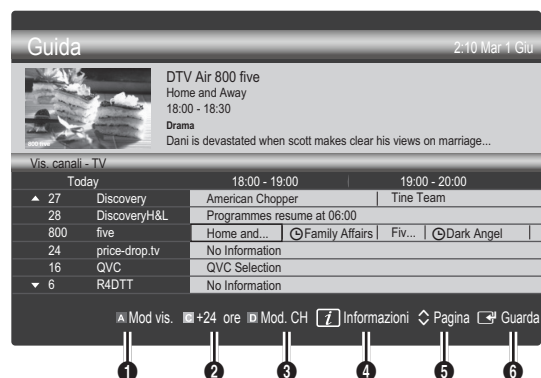 Guida 2:10 Mar 1 Giu
DTV Air 800 five
Home and Away
18:00 - 18:30
Drama
Dani is devastated when scott makes clear his views on marriage...
800 five
Vis. canali - TV
Today 18:00 - 19:00 19:00 - 20:00
▲ 27 Discovery American Chopper Tine Team
28 DiscoveryH&L Programmes resume at 06:00
800 five Home and... Family Affairs Fiv... Dark Angel
24 price-drop.tv No Information
16 QVC QVC Selection
▼ 6 R4DTT No Information
A Mod vis. C +24 ore D Mod. CH i Informazioni Pagina Guarda
1 2 3 4 5 6